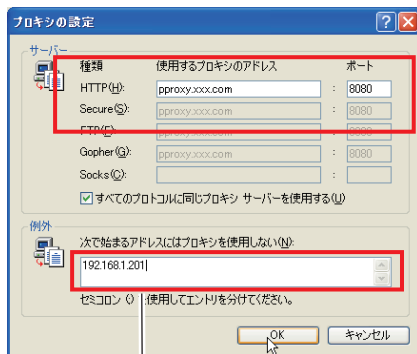 プロキシの設定
サーバー
種類 使用するプロキシのアドレス ポート
HTTP(H): pproxy.xxx.com : 8080
Secure(S): pproxy.xxx.com : 8080
FTP(F): pproxy.xxx.com : 8080
Gopher(G): pproxy.xxx.com : 8080
Socks(C): :
すべてのプロトコルに同じプロキシ サーバーを使用する(U)
例外
次で始まるアドレスにはプロキシを使用しない(N):
192.168.1.201
セミコロン (;) 使用してエントリを分けてください。
OK キャンセル